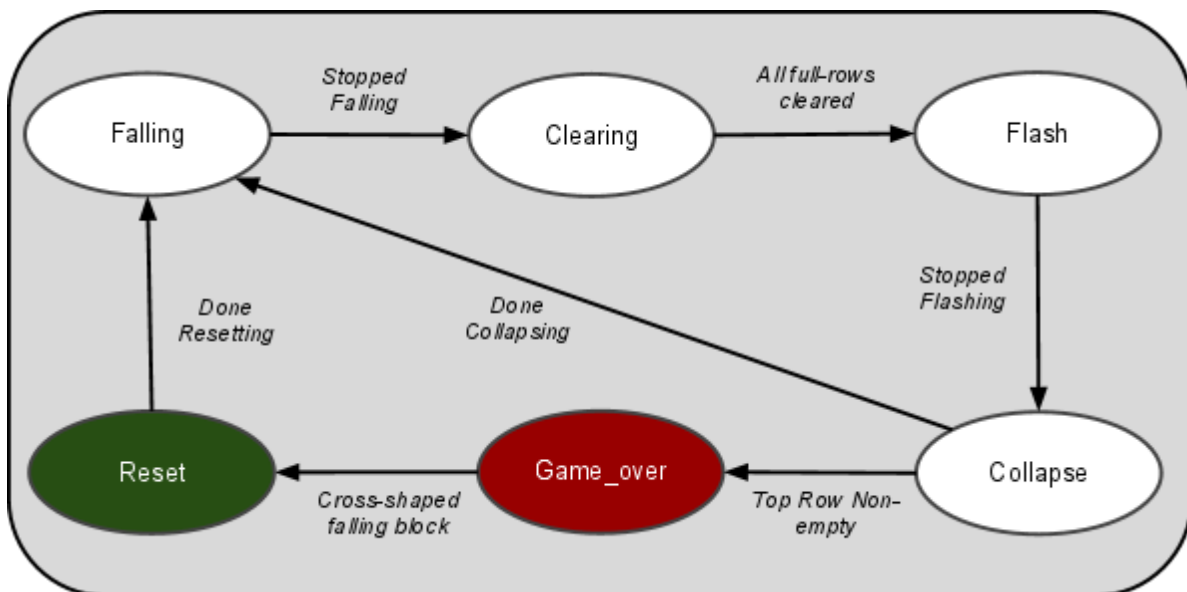 Stopped
Falling
All full-rows
cleared
Falling
Clearing
Flash
Stopped
Flashing
Done
Resetting
Done
Collapsing
Reset
Game_over
Collapse
Cross-shaped
falling block
Top Row Non-
empty